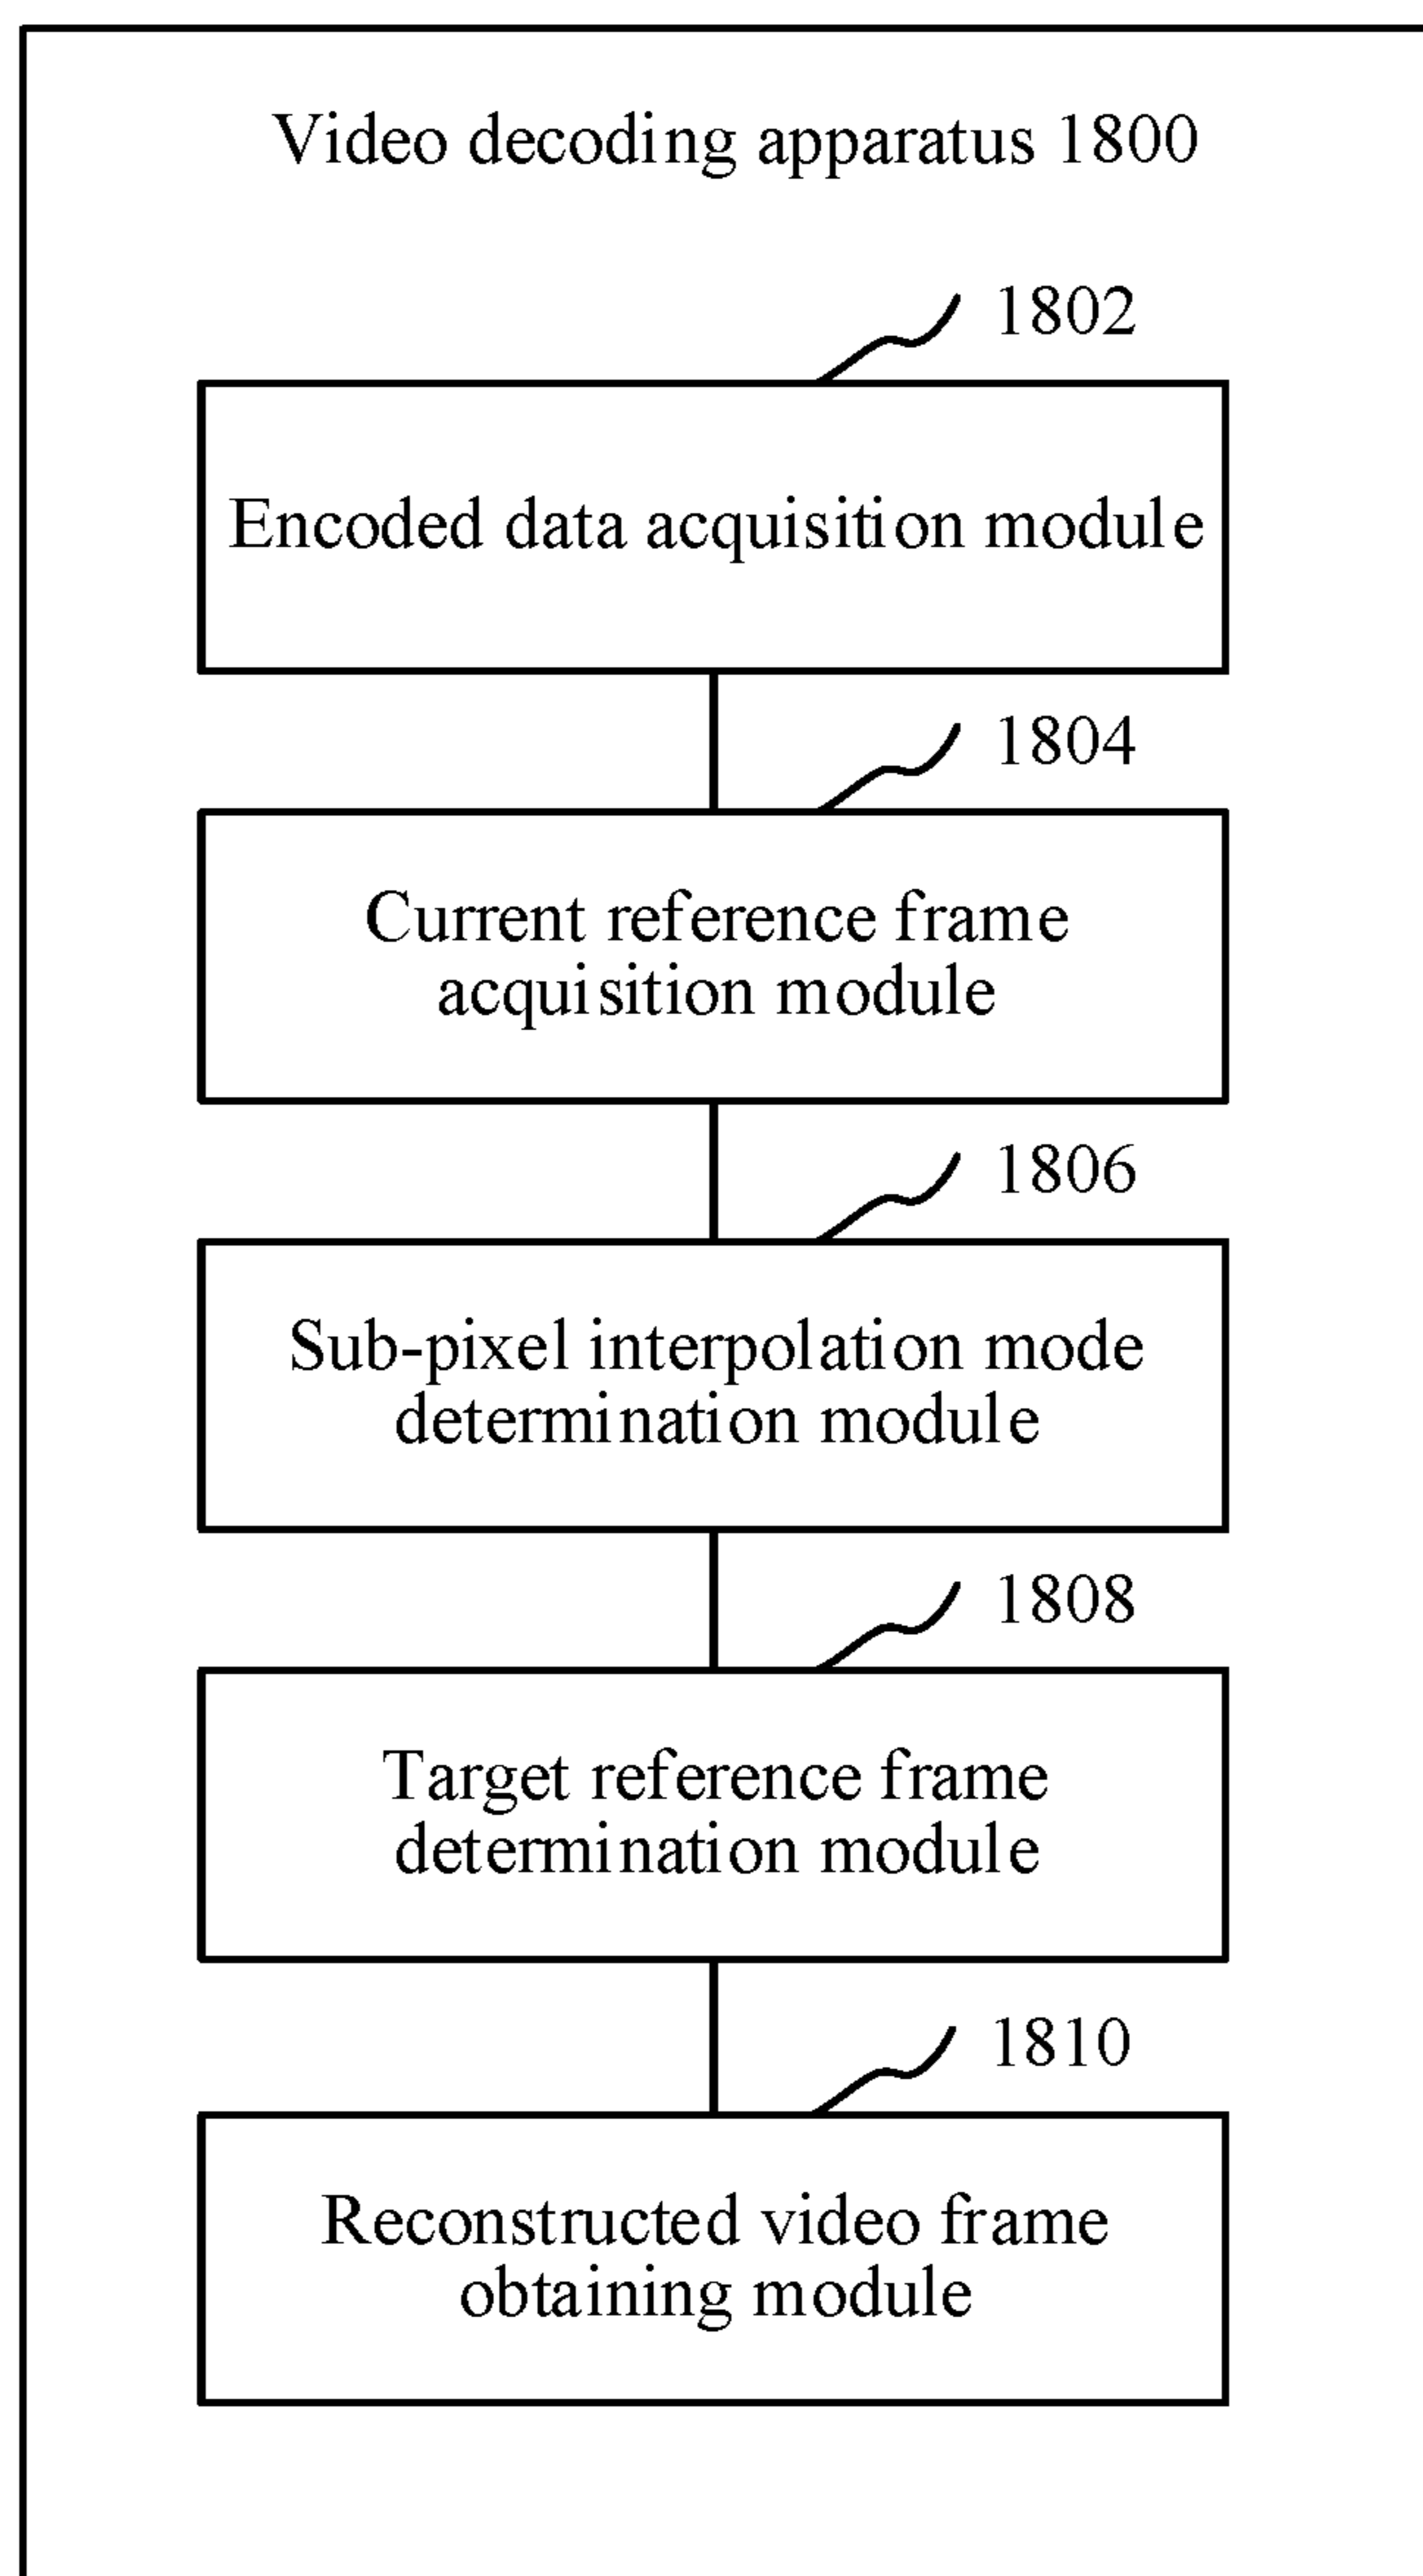 Video decoding apparatus 1800
1802
Encoded data acquisition module
1804
Current reference frame
acquisition module
1806
Sub-pixel interpolation mode
determination module
1808
Target reference frame
determination module
1810
Reconstructed video frame
obtaining module